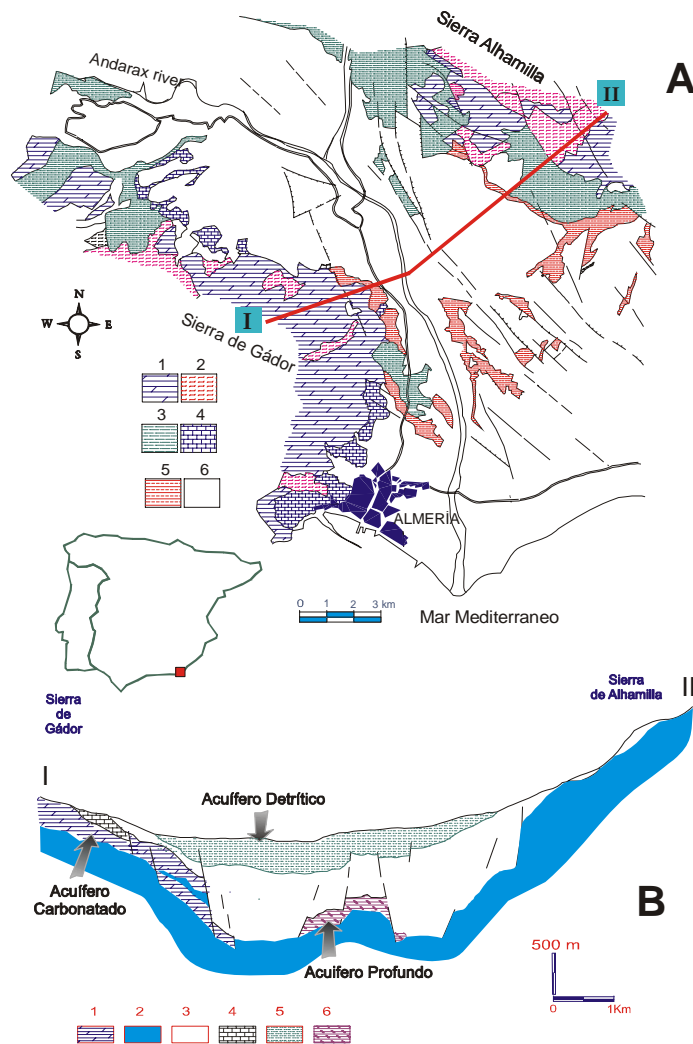 Sierra Alhamilla
A
Andarax river
II
I
Sierra de Gádor
N
W E
S
1 2
3 4
5 6
ALMERÍA
0 1 2 3 km
Mar Mediterraneo
Sierra
de
Gádor
Sierra
de Alhamilla
II
I
Acuífero Detrítico
Acuífero
Carbonatado
Acuifero Profundo
B
500 m
0 1Km
1 2 3 4 5 6